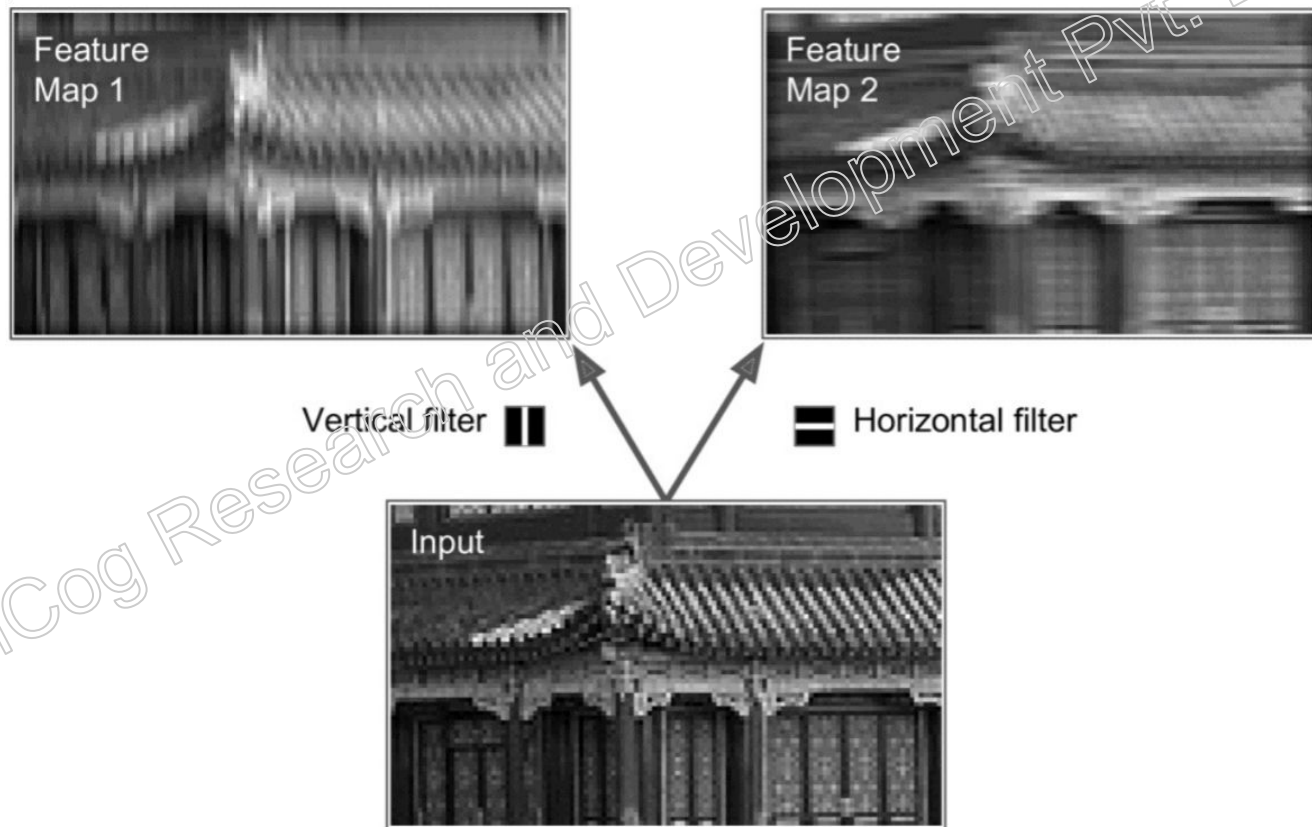 Feature
Map 1
Feature
Map 2
Vertical filter
Horizontal filter
Input
Cog Research and Development Pvt.